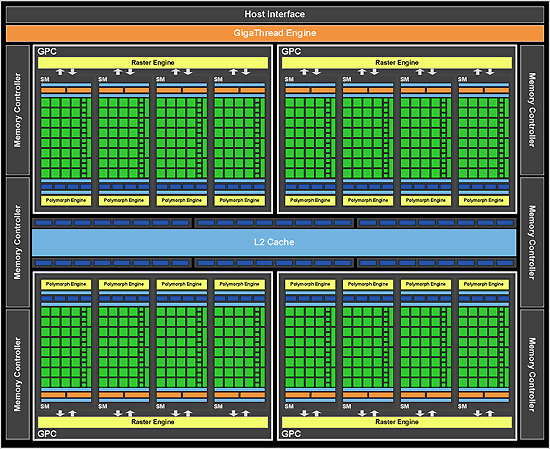 Host Interface
GigaThread Engine
GPC
GPC
Raster Engine
Raster Engine
SM
SM
SM
SM
SM
SM
SM
SM
Memory Controller
Memory Controller
Polymorph Engine
Polymorph Engine
Polymorph Engine
Polymorph Engine
Polymorph Engine
Polymorph Engine
Polymorph Engine
Polymorph Engine
Memory Controller
L2 Cache
Memory Controller
Polymorph Engine
Polymorph Engine
Polymorph Engine
Polymorph Engine
Polymorph Engine
Polymorph Engine
Polymorph Engine
Polymorph Engine
Memory Controller
Memory Controller
SM
SM
SM
SM
SM
SM
SM
SM
Raster Engine
Raster Engine
GPC
GPC